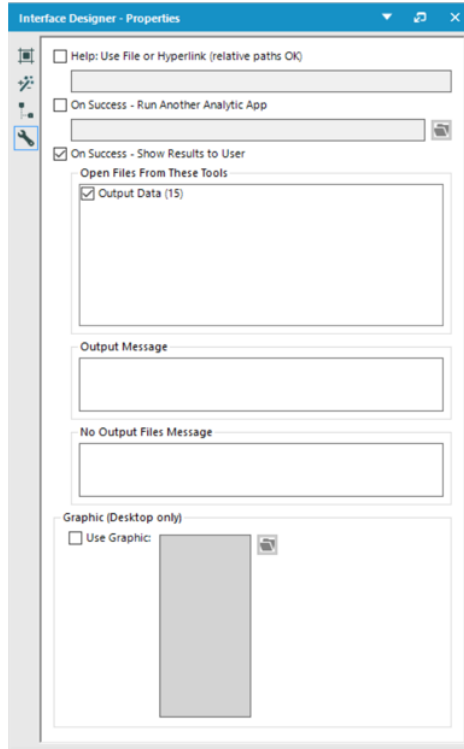 Interface Designer - Properties
Help: Use File or Hyperlink (relative paths OK)
On Success - Run Another Analytic App
On Success - Show Results to User
Open Files From These Tools
Output Data (15)
Output Message
No Output Files Message
Graphic (Desktop only)
Use Graphic: